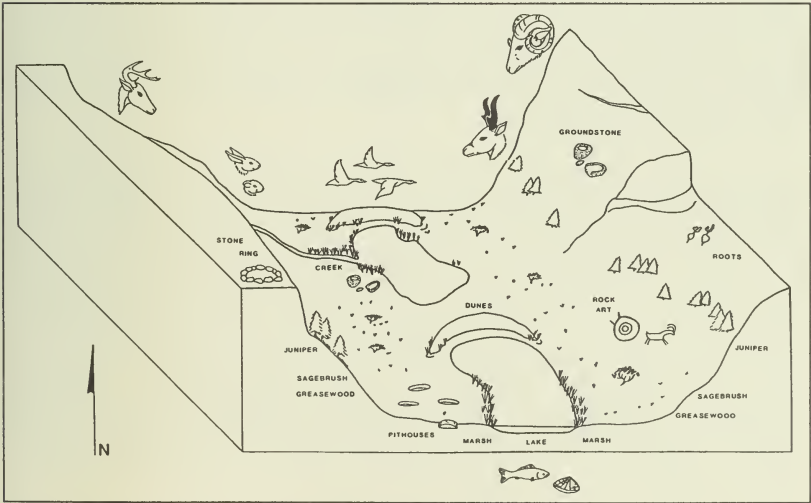 GROUNDSTONE
STONE
RING
CREEK
ROOTS
DUNES
ROCK
ART
JUNIPER
JUNIPER
SAGEBRUSH
GREASEWOOD
SAGEBRUSH
GREASEWOOD
PITHOUSES
MARSH
LAKE
MARSH
N